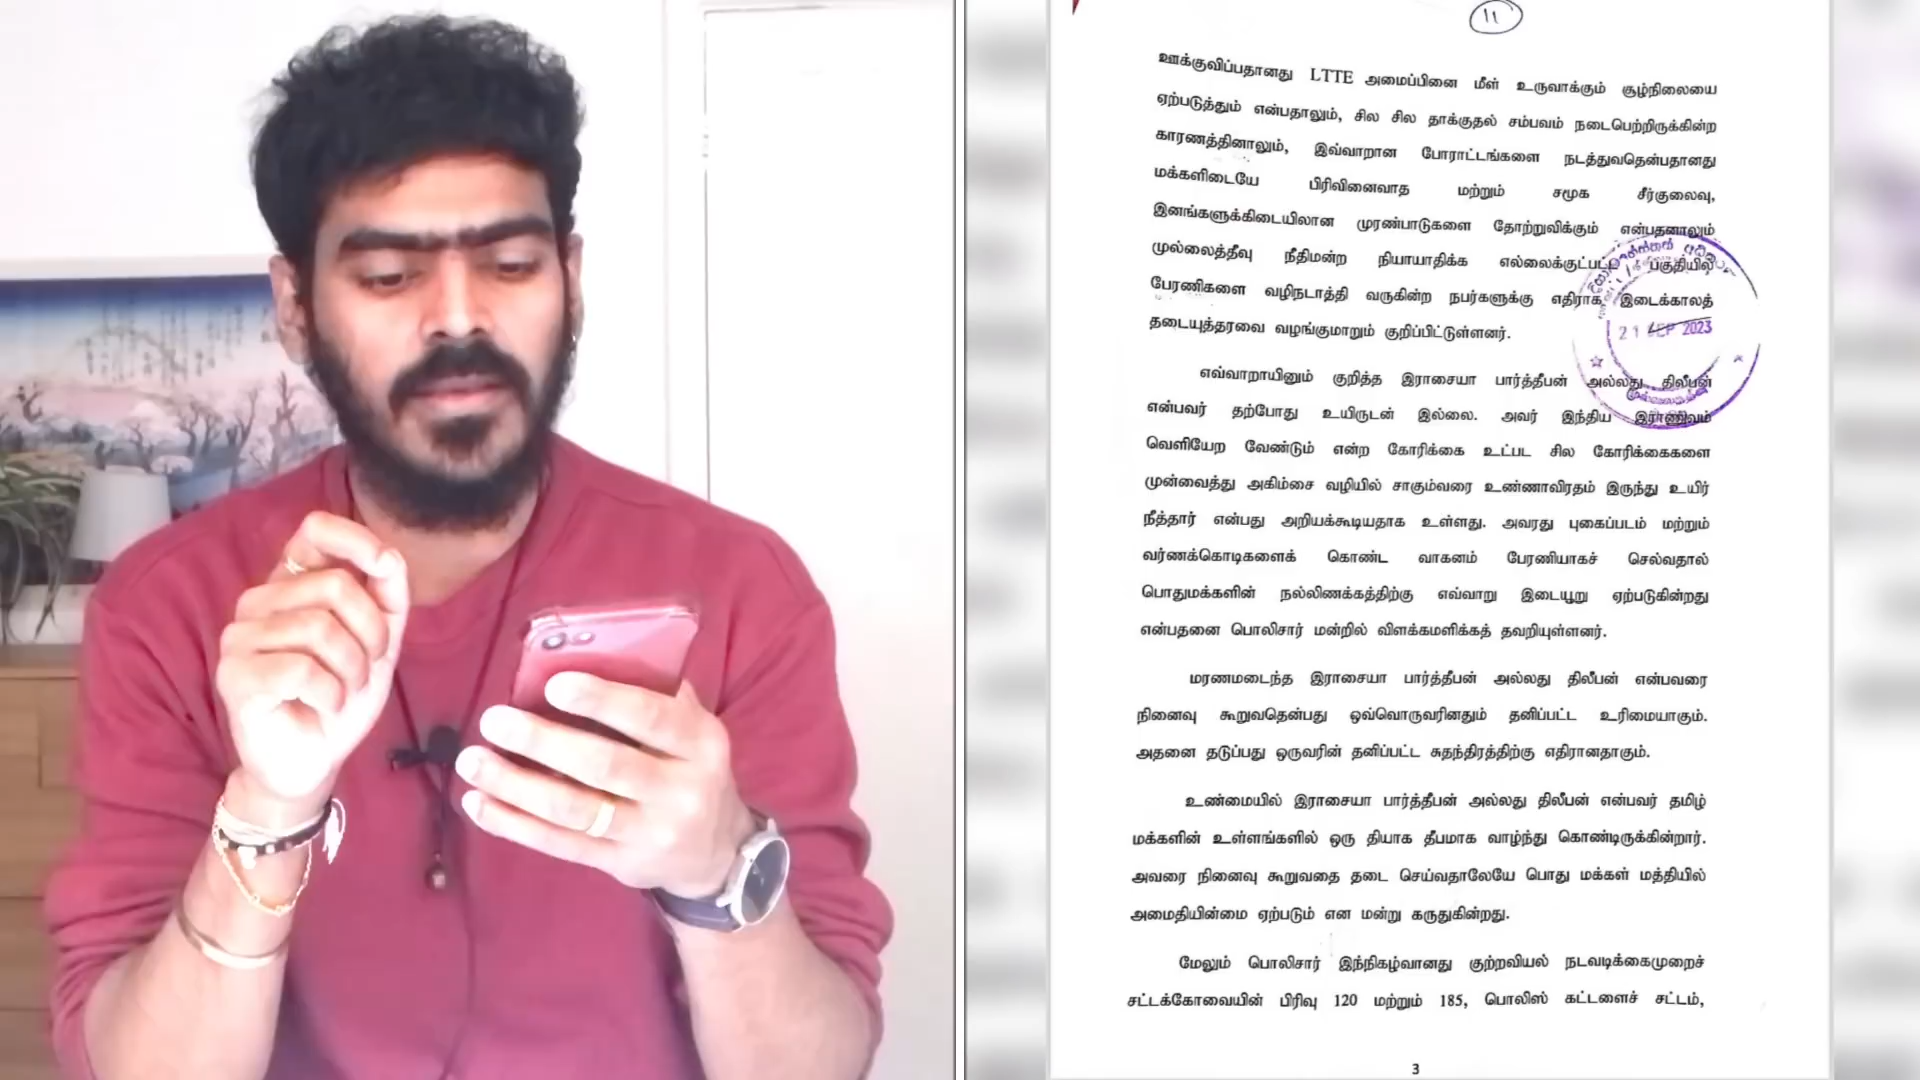 11
ஊக்குவிப்பதானது LTTE அமைப்பினை மீள் உருவாக்கும் சூழ்நிலையை
ஏற்படுத்தும் என்பதாலும், சில சில தாக்குதல் சம்பவம் நடைபெற்றிருக்கின்ற
காரணத்தினாலும், இவ்வாறான போராட்டங்களை நடத்துவதென்பதானது
மக்களிடையே பிரிவினைவாத மற்றும் சமூக சீர்குலைவு,
இனங்களுக்கிடையிலான முரண்பாடுகளை தோற்றுவிக்கும் என்பதனாலும்
முல்லைத்தீவு நீதிமன்ற நியாயாதிக்க எல்லைக்குட்பட்ட பகுதியில்
பேரணிகளை வழிநடாத்தி வருகின்ற நபர்களுக்கு எதிராக இடைக்காலத்
தடையுத்தரவை வழங்குமாறும் குறிப்பிட்டுள்ளனர்.
21 SEP 2023
எவ்வாறாயினும் குறித்த இராசையா பார்த்தீபன் அல்லது திலீபன்
என்பவர் தற்போது உயிருடன் இல்லை. அவர் இந்திய இராணுவம்
வெளியேற வேண்டும் என்ற கோரிக்கை உட்பட சில கோரிக்கைகளை
முன்வைத்து அகிம்சை வழியில் சாகும்வரை உண்ணாவிரதம் இருந்து உயிர்
நீத்தார் என்பது அறியக்கூடியதாக உள்ளது. அவரது புகைப்படம் மற்றும்
வர்ணக்கொடிகளைக் கொண்ட வாகனம் பேரணியாகச் செல்வதால்
பொதுமக்களின் நல்லிணக்கத்திற்கு எவ்வாறு இடையூறு ஏற்படுகின்றது
என்பதனை பொலிசார் மன்றில் விளக்கமளிக்கத் தவறியுள்ளனர்.
மரணமடைந்த இராசையா பார்த்தீபன் அல்லது திலீபன் என்பவரை
நினைவு கூறுவதென்பது ஒவ்வொருவரினதும் தனிப்பட்ட உரிமையாகும்.
அதனை தடுப்பது ஒருவரின் தனிப்பட்ட சுதந்திரத்திற்கு எதிரானதாகும்.
உண்மையில் இராசையா பார்த்தீபன் அல்லது திலீபன் என்பவர் தமிழ்
மக்களின் உள்ளங்களில் ஒரு தியாக தீபமாக வாழ்ந்து கொண்டிருக்கின்றார்.
அவரை நினைவு கூறுவதை தடை செய்வதாலேயே பொது மக்கள் மத்தியில்
அமைதியின்மை ஏற்படும் என மன்று கருதுகின்றது.
மேலும் பொலிசார் இந்நிகழ்வானது குற்றவியல் நடவடிக்கைமுறைச்
சட்டக்கோவையின் பிரிவு 120 மற்றும் 185, பொலிஸ் கட்டளைச் சட்டம்,
3